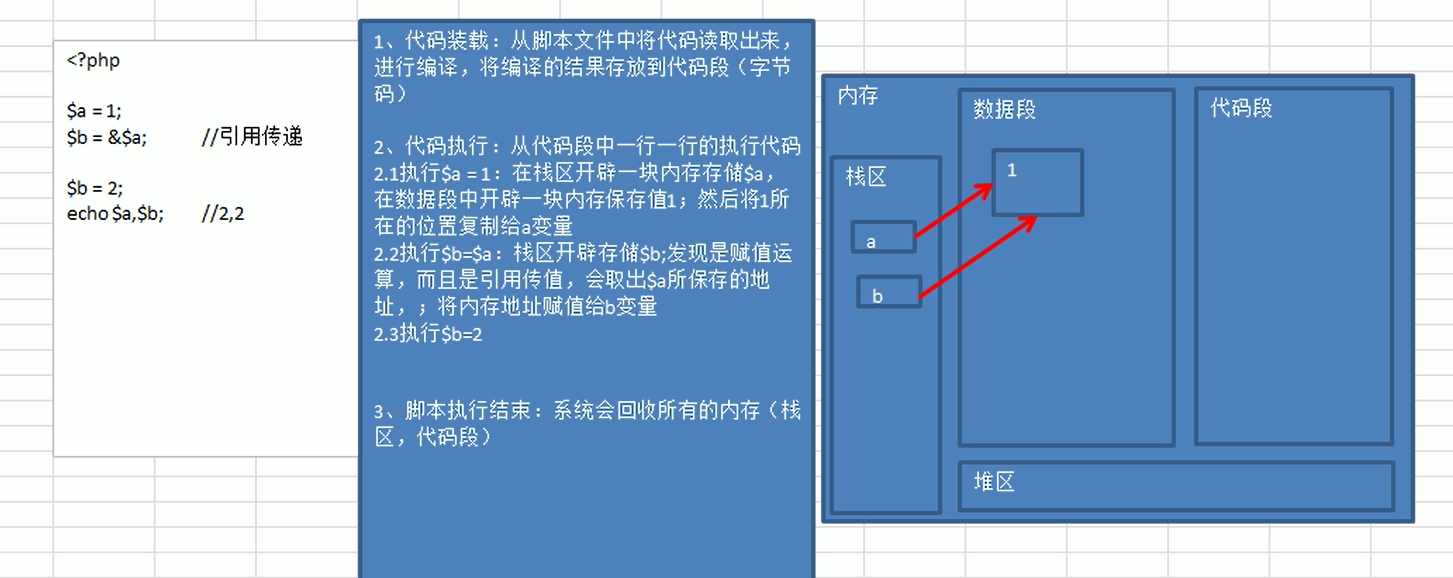 <?php
$a = 1;
$b = &$a; //引用传递
$b = 2;
echo $a,$b; //2,2
1、代码装载：从脚本文件中将代码读取出来，
进行编译，将编译的结果存放到代码段（字节
码）
2、代码执行：从代码段中一行一行的执行代码
2.1执行$a = 1：在栈区开辟一块内存存储$a，
在数据段中开辟一块内存保存值1；然后将1所
在的位置复制给a变量
2.2执行$b=$a：栈区开辟存储$b;发现是赋值运
算，而且是引用传值，会取出$a所保存的地
址，；将内存地址赋值给b变量
2.3执行$b=2
3、脚本执行结束：系统会回收所有的内存（栈
区，代码段）
内存
栈区
a
b
数据段
1
代码段
堆区